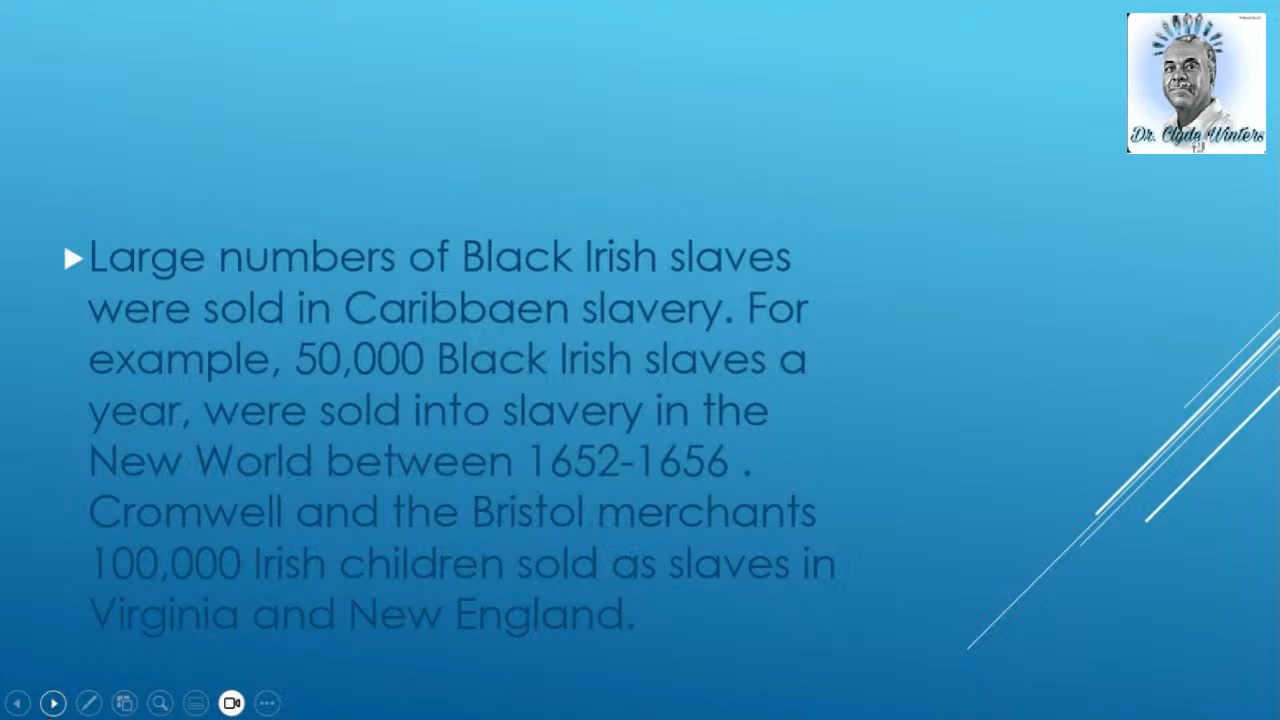 Dr. Clyde Winters
Large numbers of Black Irish slaves
were sold in Caribbaen slavery. For
example, 50,000 Black Irish slaves a
year, were sold into slavery in the
New World between 1652-1656 .
Cromwell and the Bristol merchants
100,000 Irish children sold as slaves in
Virginia and New England.